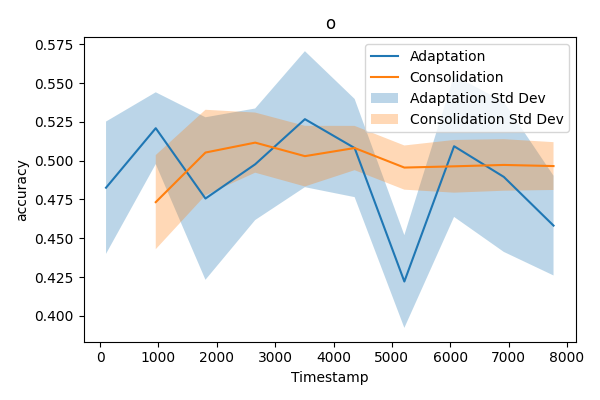 o
0.575
0.550
0.525
0.500
0.475
0.450
0.425
0.400
accuracy
Adaptation
Consolidation
Adaptation Std Dev
Consolidation Std Dev
0 1000 2000 3000 4000 5000 6000 7000 8000
Timestamp